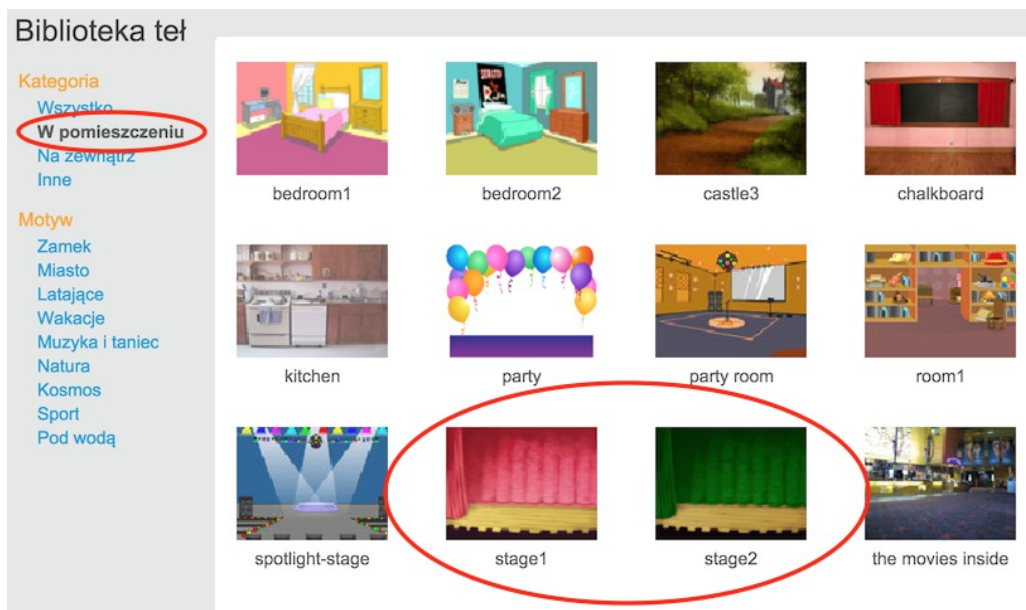 Biblioteka teł
Kategoria
Wszystko
W pomieszczeniu
Na zewnątrz
Inne
Motyw
Zamek
Miasto
Latające
Wakacje
Muzyka i taniec
Natura
Kosmos
Sport
Pod wodą
bedroom1
bedroom2
castle3
chalkboard
kitchen
party
party room
room1
spotlight-stage
stage1
stage2
the movies inside